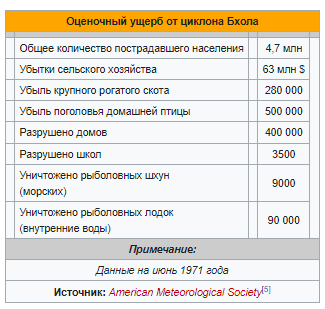 Оценочный ущерб от циклона Бхола
Общее количество пострадавшего населения 4,7 млн
Убытки сельского хозяйства 63 млн $
Убыль крупного рогатого скота 280 000
Убыль поголовья домашней птицы 500 000
Разрушено домов 400 000
Разрушено школ 3500
Уничтожено рыболовных шхун
(морских) 9000
Уничтожено рыболовных лодок
(внутренние воды) 90 000
Примечание:
Данные на июнь 1971 года
Источник: American Meteorological Society[5]